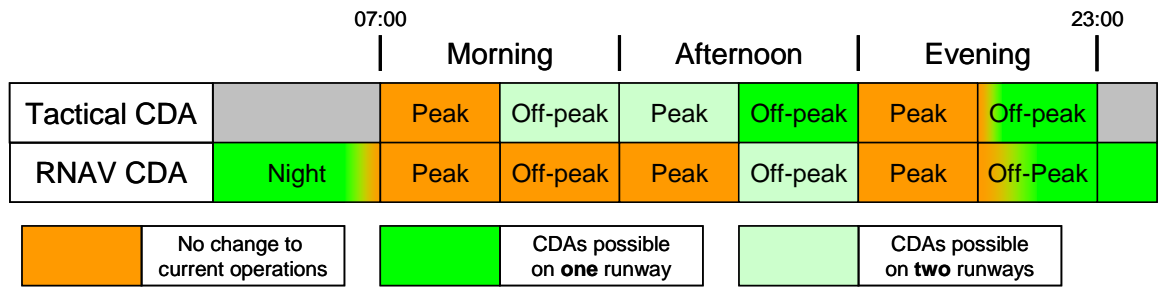 07:00 23:00
Morning Afternoon Evening
Tactical CDA Peak Off-peak Peak Off-peak Peak Off-peak
RNAV CDA Night Peak Off-peak Peak Off-peak Peak Off-Peak
No change to
current operations
CDAs possible
on one runway
CDAs possible
on two runways